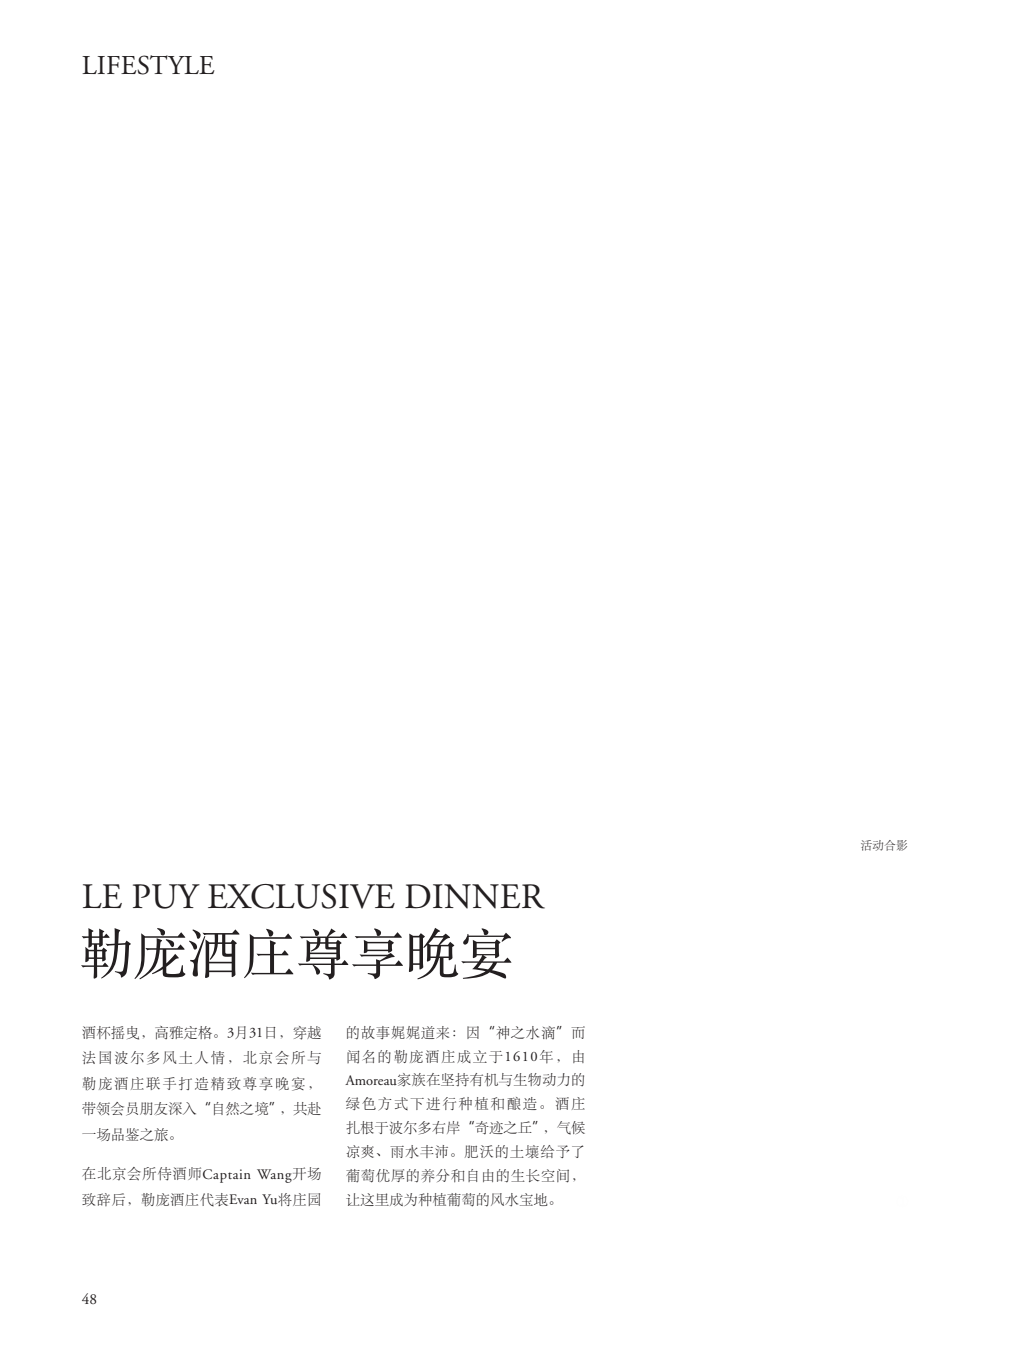 LIFESTYLE
活动合影
LE PUY EXCLUSIVE DINNER
勒庞酒庄尊享晚宴
酒杯摇曳，高雅定格。3月31日，穿越
法国波尔多风土人情，北京会所与
勒庞酒庄联手打造精致尊享晚宴，
带领会员朋友深入“自然之境”，共赴
一场品鉴之旅。
在北京会所侍酒师Captain Wang开场
致辞后，勒庞酒庄代表Evan Yu将庄园
的故事娓娓道来：因“神之水滴”而
闻名的勒庞酒庄成立于1610年，由
Amoreau家族在坚持有机与生物动力的
绿色方式下进行种植和酿造。酒庄
扎根于波尔多右岸“奇迹之丘”，气候
凉爽、雨水丰沛。肥沃的土壤给予了
葡萄优厚的养分和自由的生长空间，
让这里成为种植葡萄的风水宝地。
48